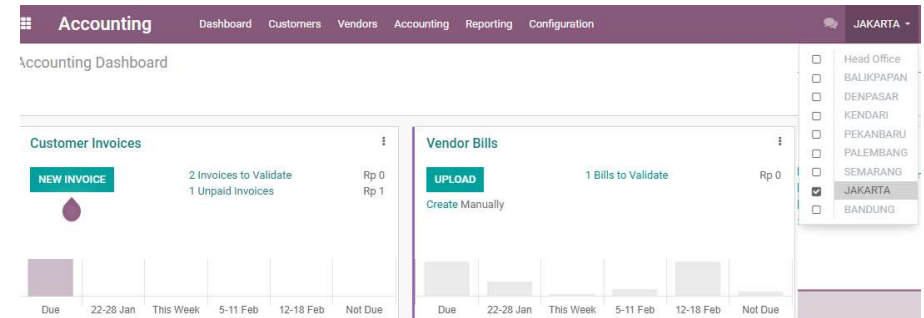 Accounting Dashboard Customers Vendors Accounting Reporting Configuration JAKARTA
Accounting Dashboard
Head Office
BALIKPAPAN
DENPASAR
KENDARI
PEKANBARU
PALEMBANG
SEMARANG
JAKARTA
BANDUNG
Customer Invoices
NEW INVOICE
2 Invoices to Validate Rp 0
1 Unpaid Invoices Rp 1
Due 22-28 Jan This Week 5-11 Feb 12-18 Feb Not Due
Vendor Bills
UPLOAD
1 Bills to Validate Rp 0
Create Manually
Due 22-28 Jan This Week 5-11 Feb 12-18 Feb Not Due